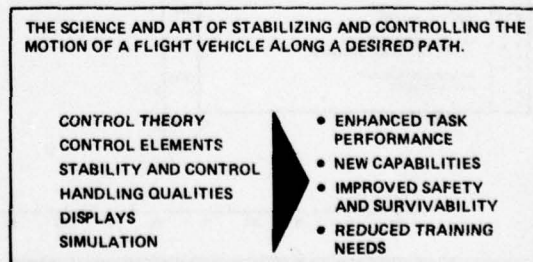 THE SCIENCE AND ART OF STABILIZING AND CONTROLLING THE
MOTION OF A FLIGHT VEHICLE ALONG A DESIRED PATH.
CONTROL THEORY
CONTROL ELEMENTS
STABILITY AND CONTROL
HANDLING QUALITIES
DISPLAYS
SIMULATION
• ENHANCED TASK
PERFORMANCE
• NEW CAPABILITIES
• IMPROVED SAFETY
AND SURVIVABILITY
• REDUCED TRAINING
NEEDS